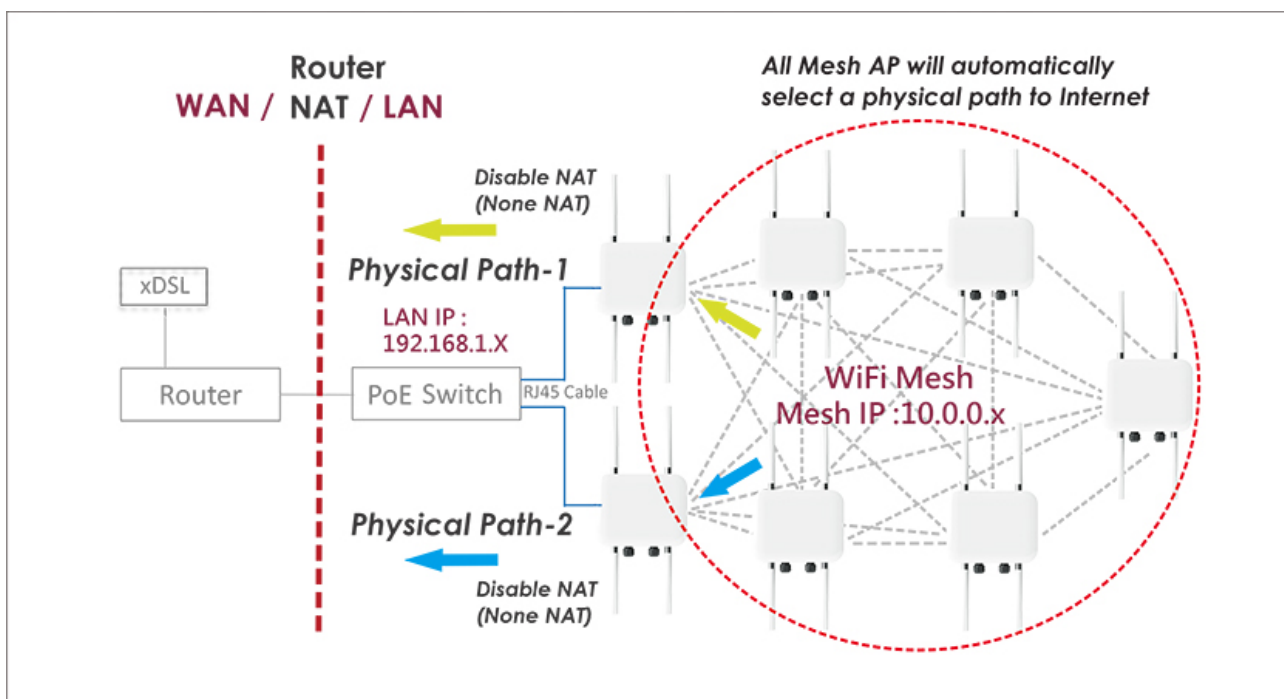 Router
WAN / NAT / LAN
All Mesh AP will automatically
select a physical path to Internet
Disable NAT
(None NAT)
Physical Path-1
xDSL
LAN IP :
192.168.1.X
Router
PoE Switch
RJ45 Cable
WiFi Mesh
Mesh IP :10.0.0.x
Physical Path-2
Disable NAT
(None NAT)